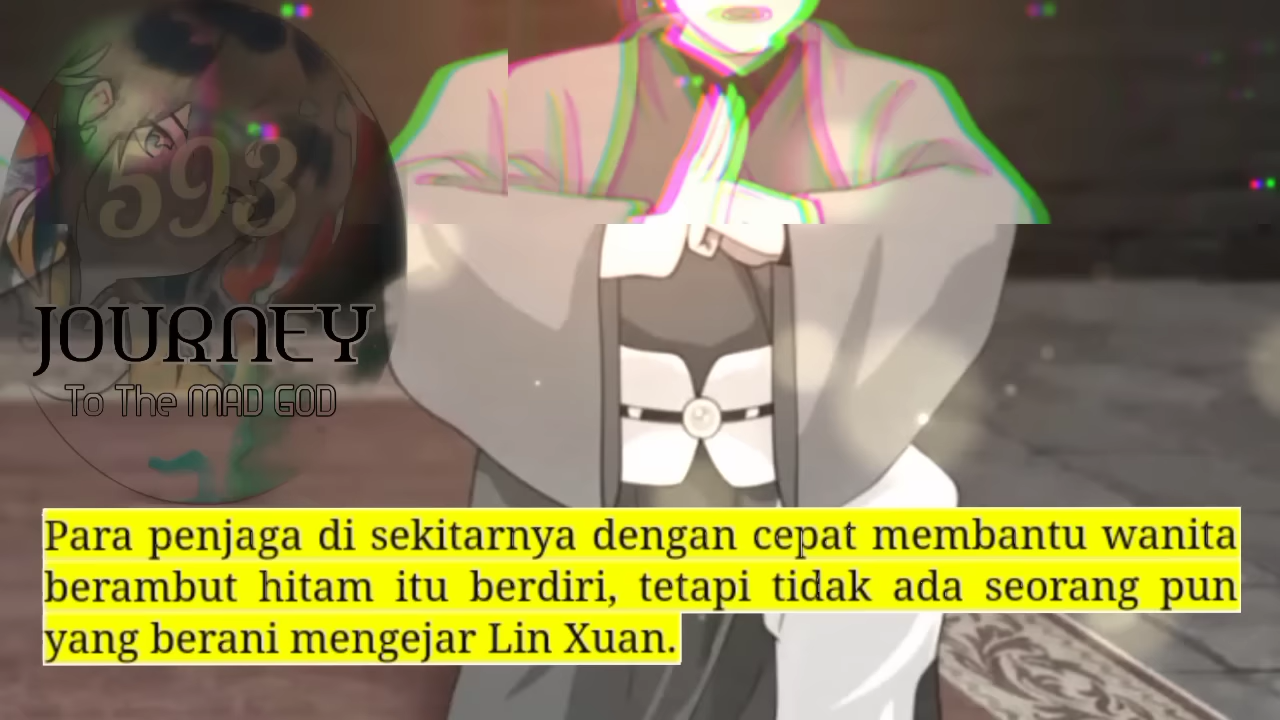 593
JOURNEY
To The MAD GOD
Para penjaga di sekitarnya dengan cepat membantu wanita
berambut hitam itu berdiri, tetapi tidak ada seorang pun
yang berani mengejar Lin Xuan.